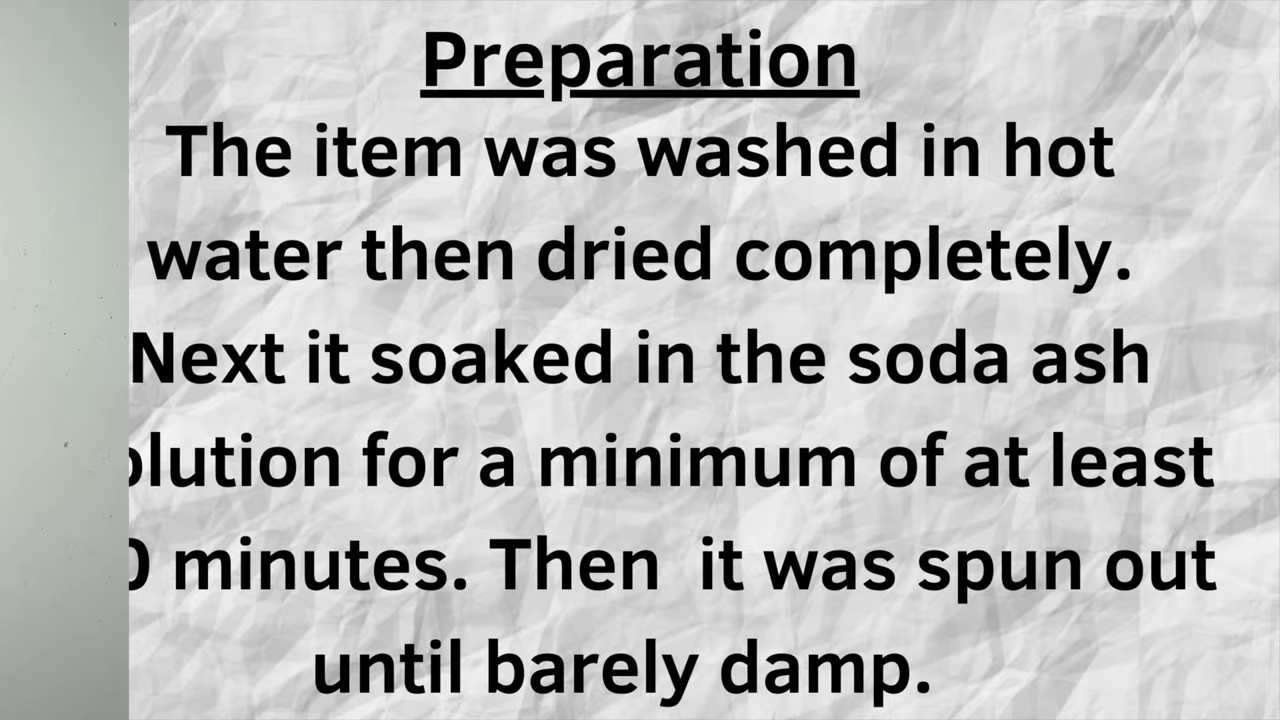 Preparation
The item was washed in hot
water then dried completely.
Next it soaked in the soda ash
for a minimum of at least
minutes. Then it was spun out
until barely damp.